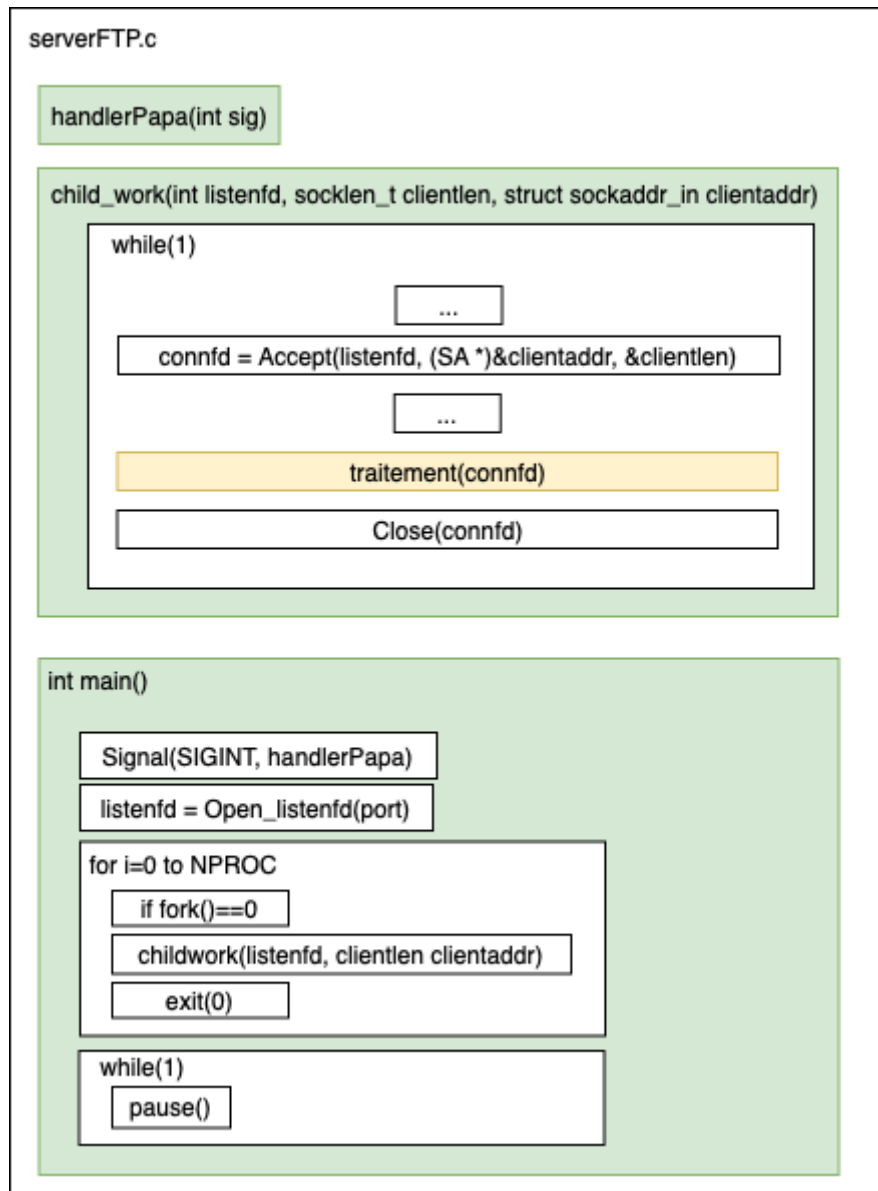 serverFTP.c
handlerPapa(int sig)
child_work(int listenfd, socklen_t clientlen, struct sockaddr_in clientaddr)
while(1)
...
connfd = Accept(listenfd, (SA *)&clientaddr, &clientlen)
...
traitement(connfd)
Close(connfd)
int main()
Signal(SIGINT, handlerPapa)
listenfd = Open_listenfd(port)
for i=0 to NPROC
if fork()==0
childwork(listenfd, clientlen clientaddr)
exit(0)
while(1)
pause()